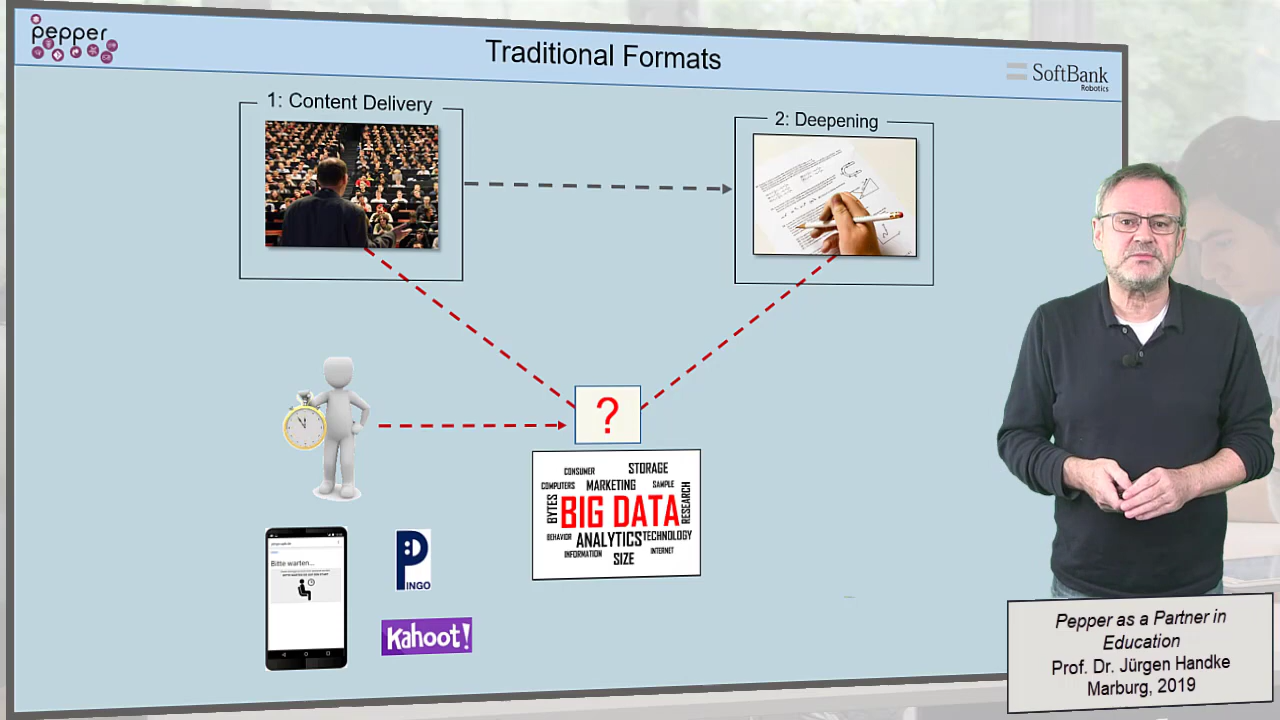 pepper
Traditional Formats
SoftBank
Robotics
1: Content Delivery
2: Deepening
?
CONSUMER
STORAGE
COMPUTERS
MARKETING
SAMPLE
BYTES
BIG DATA
RESEARCH
BEHAVIOR
ANALYTICS
TECHNOLOGY
INFORMATION
SIZE
INTERNET
Bitte warten...
PINGO
Kahoot!
Pepper as a Partner in
Education
Prof. Dr. Jürgen Handke
Marburg, 2019